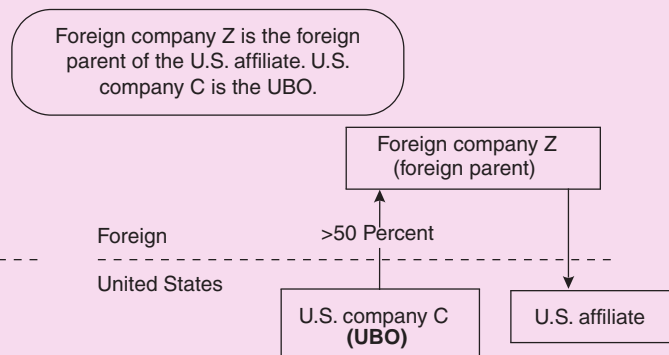 Foreign company Z is the foreign
parent of the U.S. affiliate. U.S.
company C is the UBO.
Foreign company Z
(foreign parent)
Foreign
>50 Percent
United States
U.S. company C
(UBO)
U.S. affiliate